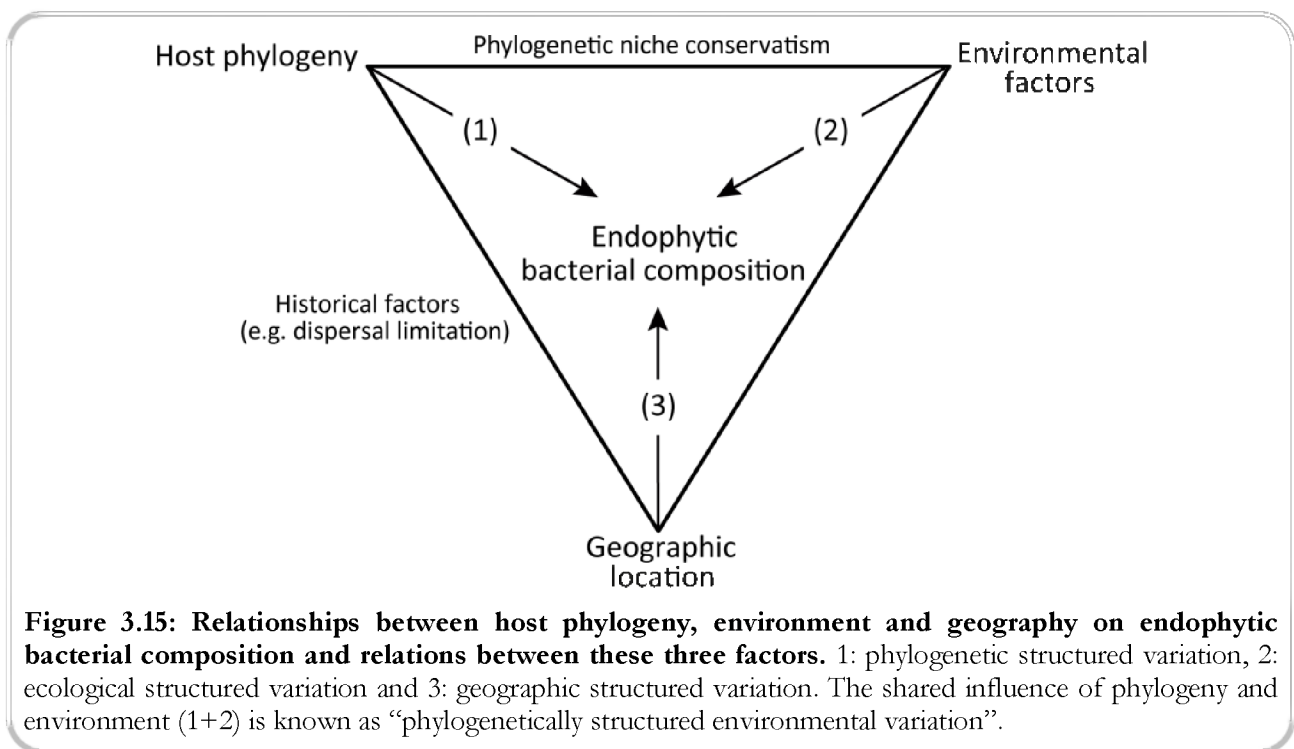 Phylogenetic niche conservatism
Host phylogeny
Environmental
factors
(1)
(2)
Endophytic
bacterial composition
Historical factors
(e.g. dispersal limitation)
(3)
Geographic
location
Figure 3.15: Relationships between host phylogeny, environment and geography on endophytic
bacterial composition and relations between these three factors. 1: phylogenetic structured variation, 2:
ecological structured variation and 3: geographic structured variation. The shared influence of phylogeny and
environment (1+2) is known as “phylogenetically structured environmental variation”.